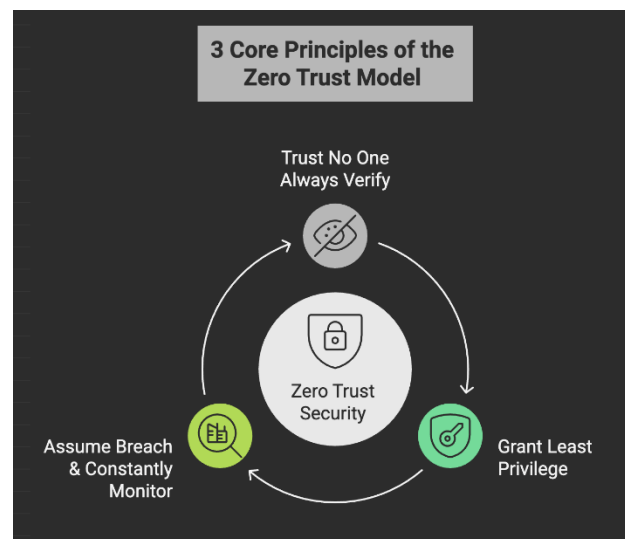 3 Core Principles of the
Zero Trust Model
Trust No One
Always Verify
Zero Trust
Security
Assume Breach
& Constantly
Monitor
Grant Least
Privilege